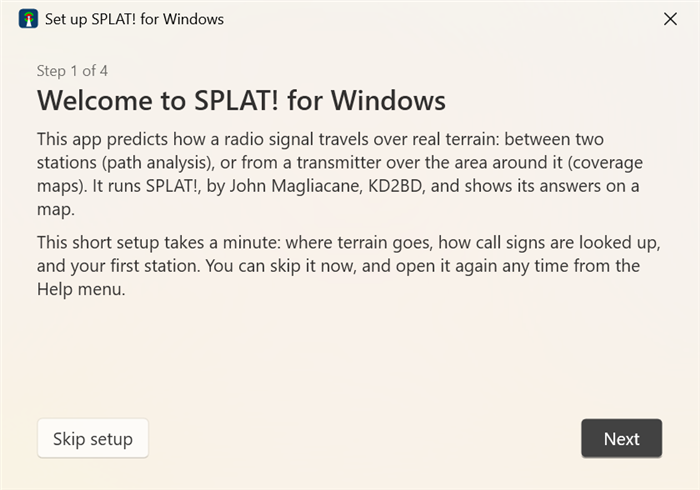 Set up SPLAT! for Windows
Step 1 of 4
Welcome to SPLAT! for Windows
This app predicts how a radio signal travels over real terrain: between two
stations (path analysis), or from a transmitter over the area around it (coverage
maps). It runs SPLAT!, by John Magliacane, KD2BD, and shows its answers on a
map.
This short setup takes a minute: where terrain goes, how call signs are looked up,
and your first station. You can skip it now, and open it again any time from the
Help menu.
Skip setup
Next